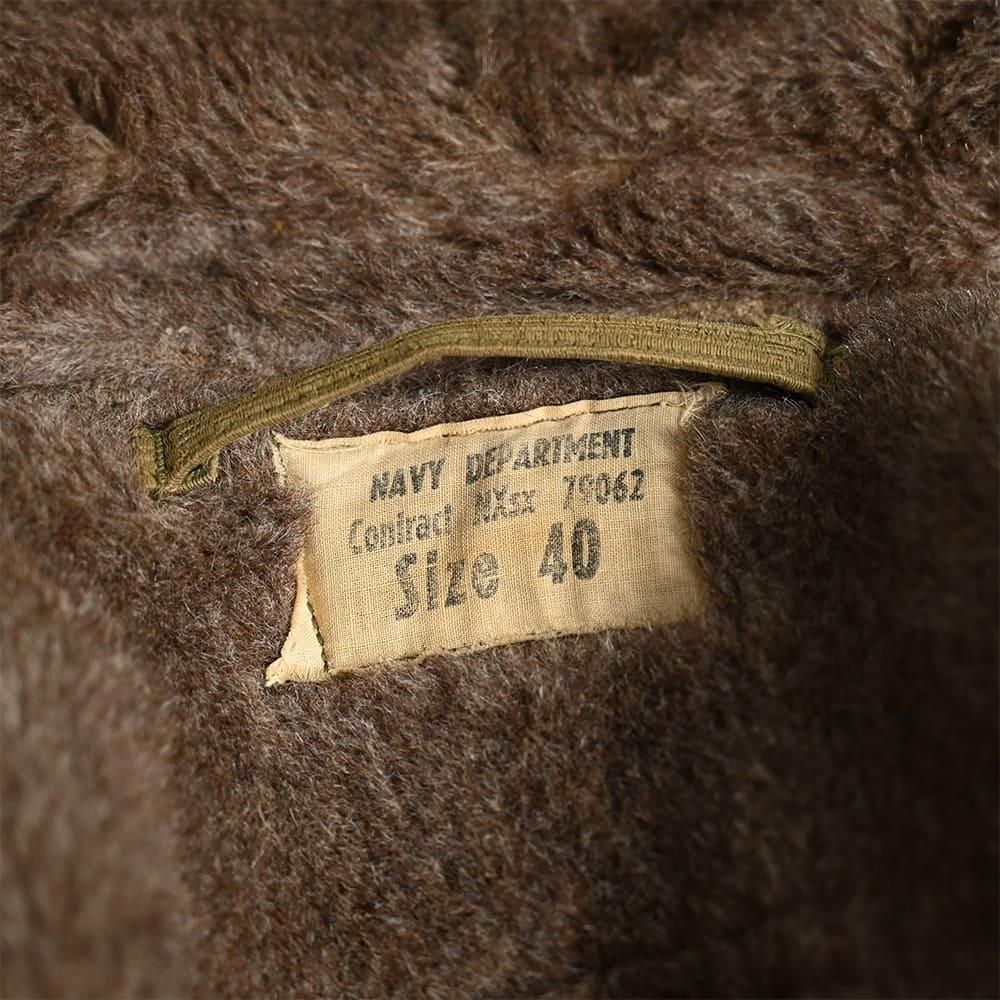 NAVY DEPARTMENT
Contract NXsx 79062
Size 40